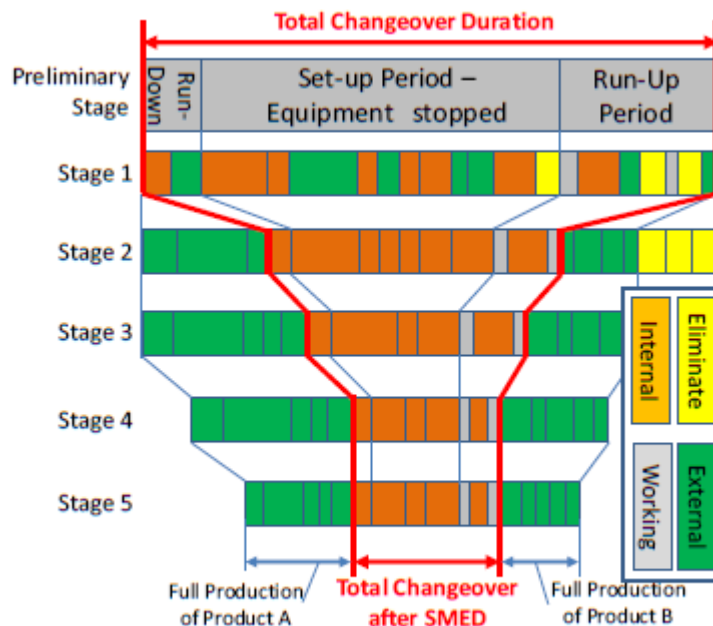 Total Changeover Duration
Preliminary
Stage
Run-
Down
Set-up Period –
Equipment stopped
Run-Up
Period
Stage 1
Stage 2
Stage 3
Internal
Eliminate
Stage 4
Working
External
Stage 5
Full Production
of Product A
Total Changeover
after SMED
Full Production
of Product B